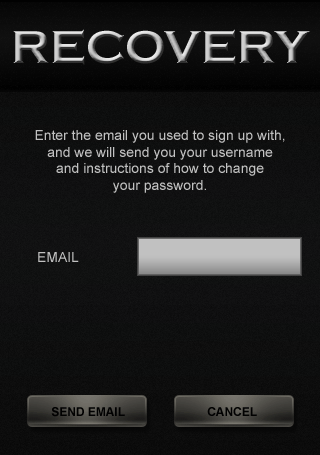 RECOVERY
Enter the email you used to sign up with,
and we will send you your username
and instructions of how to change
your password.
EMAIL
SEND EMAIL
CANCEL